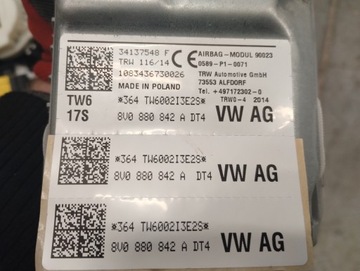 34137548 F
TRW 116/14
1083436730026
MADE IN POLAND
CE
AIRBAG-MODUL 90023
0589-P1-0071
TRW Automotive GmbH
73553 ALFDORF
Tel. +497172302-0
TRW0-4 2014
TW6
17S
*364 TW6002I3E2S*
8V0 880 842 A DT4
VW AG
*364 TW6002I3E2S*
8V0 880 842 A DT4
VW AG
*364 TW6002I3E2S*
8V0 880 842 A DT4
VW AG